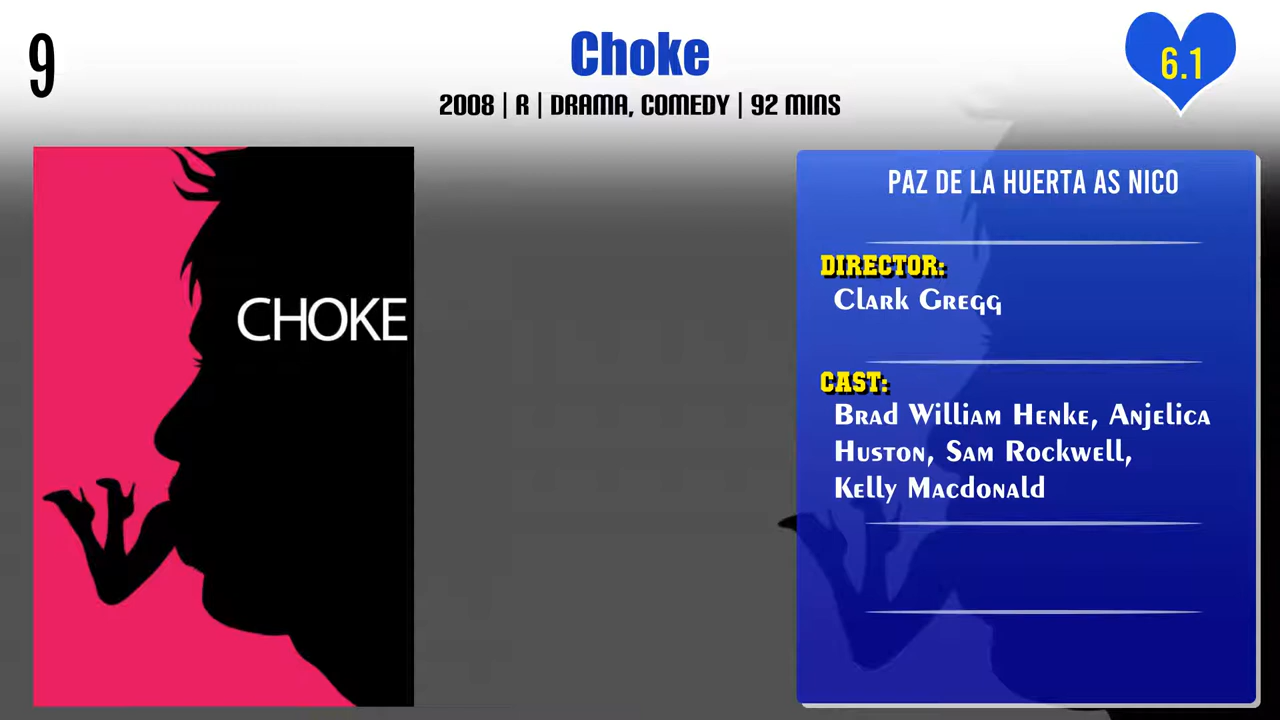 9
Choke
6.1
2008 | R | DRAMA, COMEDY | 92 MINS
CHOKE
PAZ DE LA HUERTA AS NICO
DIRECTOR:
Clark Gregg
CAST:
Brad William Henke, Anjelica
Huston, Sam Rockwell,
Kelly Macdonald